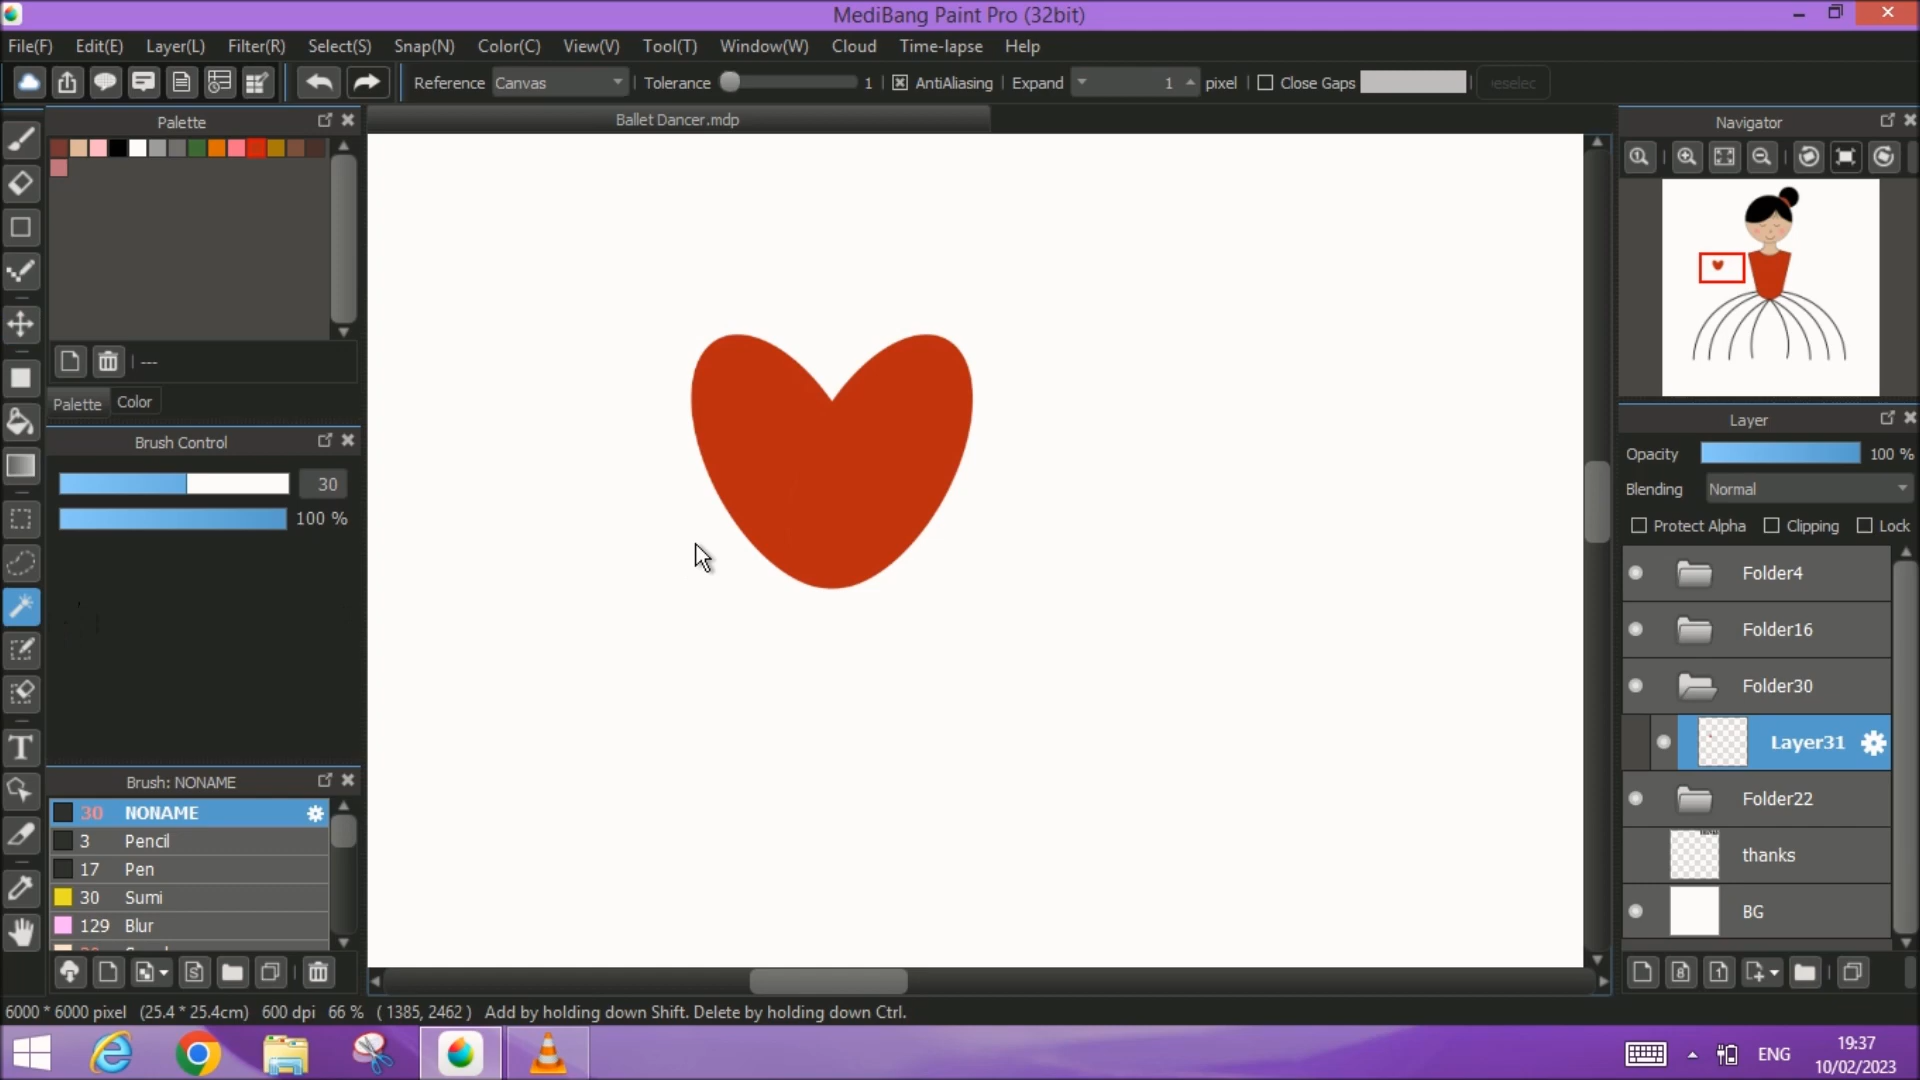 MediBang Paint Pro (32bit)
File(F) Edit(E) Layer(L) Filter(R) Select(S) Snap(N) Color(C) View(V) Tool(T) Window(W) Cloud Time-lapse Help
Reference Canvas Tolerance 1 AntiAliasing Expand 1 pixel Close Gaps eselec
Palette
Ballet Dancer.mdp
Navigator
---
Palette Color
Brush Control
30
100 %
Brush: NONAME
30 NONAME
3 Pencil
17 Pen
30 Sumi
129 Blur
Layer
Opacity 100 %
Blending Normal
Protect Alpha Clipping Lock
Folder4
Folder16
Folder30
Layer31
Folder22
thanks
BG
6000 * 6000 pixel (25.4 * 25.4cm) 600 dpi 66 % ( 1385, 2462 ) Add by holding down Shift. Delete by holding down Ctrl.
ENG
19:37
10/02/2023